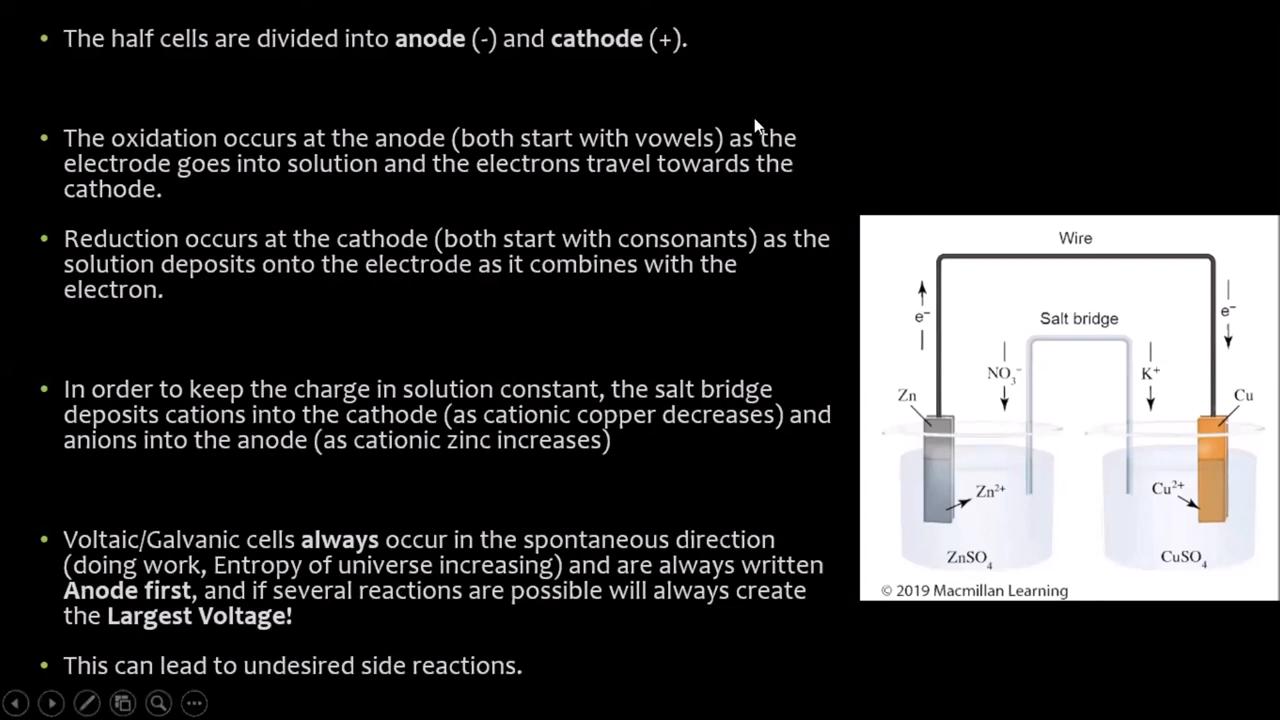 • The half cells are divided into anode (-) and cathode (+).
• The oxidation occurs at the anode (both start with vowels) as the
electrode goes into solution and the electrons travel towards the
cathode.
• Reduction occurs at the cathode (both start with consonants) as the
solution deposits onto the electrode as it combines with the
electron.
• In order to keep the charge in solution constant, the salt bridge
deposits cations into the cathode (as cationic copper decreases) and
anions into the anode (as cationic zinc increases)
• Voltaic/Galvanic cells always occur in the spontaneous direction
(doing work, Entropy of universe increasing) and are always written
Anode first, and if several reactions are possible will always create
the Largest Voltage!
• This can lead to undesired side reactions.
Wire
e⁻
e⁻
Salt bridge
NO₃⁻
K⁺
Zn
Cu
Zn²⁺
Cu²⁺
ZnSO₄
CuSO₄
© 2019 Macmillan Learning